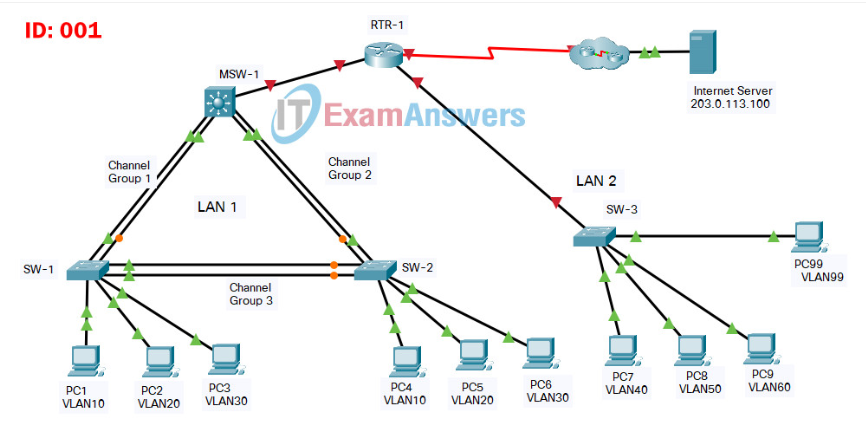 ID: 001
RTR-1
MSW-1
Internet Server
203.0.113.100
IT ExamAnswers
Channel
Group 1
Channel
Group 2
LAN 1
LAN 2
SW-3
SW-1
SW-2
Channel
Group 3
PC99
VLAN99
PC1
VLAN10
PC2
VLAN20
PC3
VLAN30
PC4
VLAN10
PC5
VLAN20
PC6
VLAN30
PC7
VLAN40
PC8
VLAN50
PC9
VLAN60